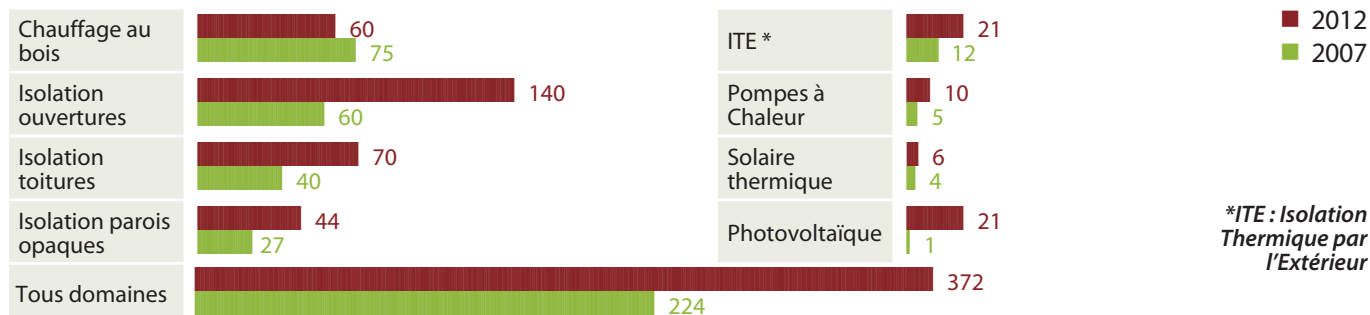 Chauffage au
bois
60
75
Isolation
ouvertures
140
60
Isolation
toitures
70
40
Isolation parois
opaques
44
27
Tous domaines
372
224
ITE *
21
12
Pompes à
Chaleur
10
5
Solaire
thermique
6
4
Photovoltaïque
21
1
2012
2007
*ITE : Isolation
Thermique par
l’Extérieur